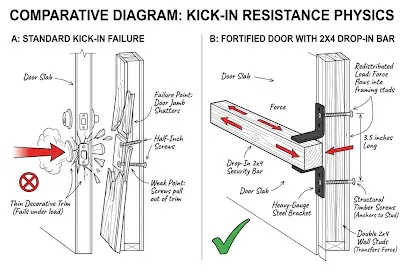 COMPARATIVE DIAGRAM: KICK-IN RESISTANCE PHYSICS
A: STANDARD KICK-IN FAILURE
Door Slab
Failure Point:
Door Jamb
Shatters
Half-Inch
Screws
Weak Point:
Screws pull
out of trim
Thin Decorative Trim
(Fails under load)
B: FORTIFIED DOOR WITH 2X4 DROP-IN BAR
Door Slab
Force
Redistributed
Load: Force
flows into
framing studs
3.5 inches
Long
Drop-In 2x4
Security Bar
Door Slab
Heavy-Gauge
Steel Bracket
Structural
Timber Screws
(Anchors to Stud)
Double 2x4
Wall Studs
(Transfers Force)